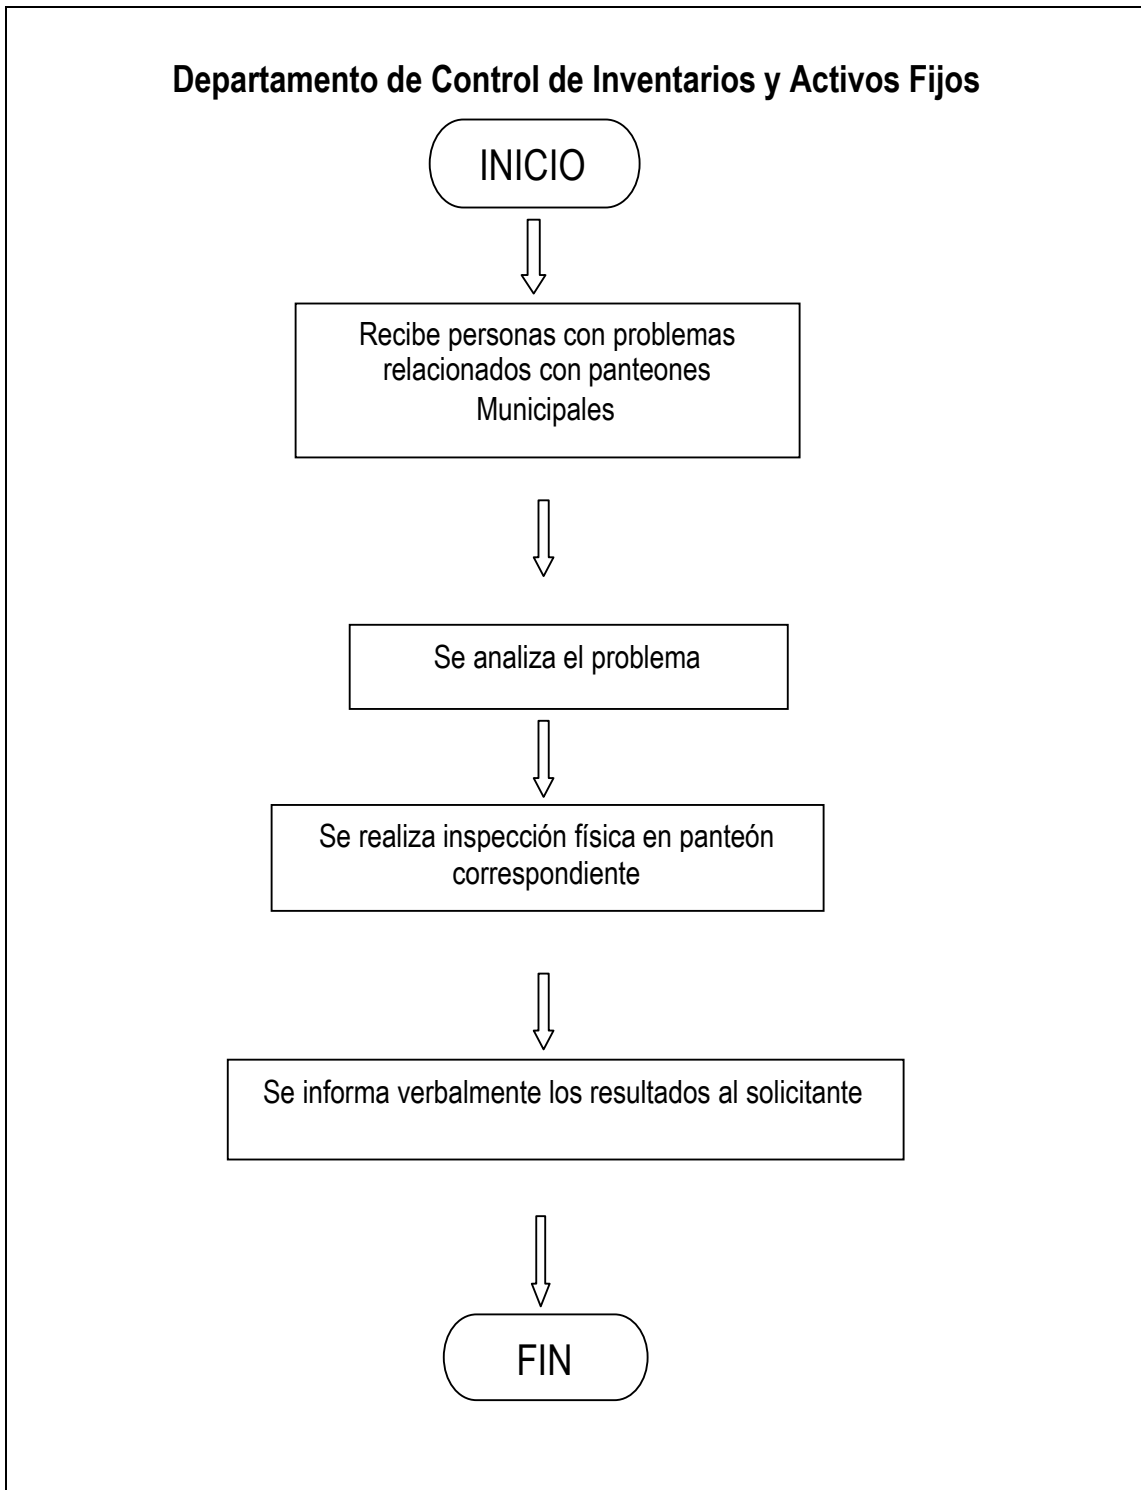 Departamento de Control de Inventarios y Activos Fijos
INICIO
Recibe personas con problemas
relacionados con panteones
Municipales
Se analiza el problema
Se realiza inspección física en panteón
correspondiente
Se informa verbalmente los resultados al solicitante
FIN